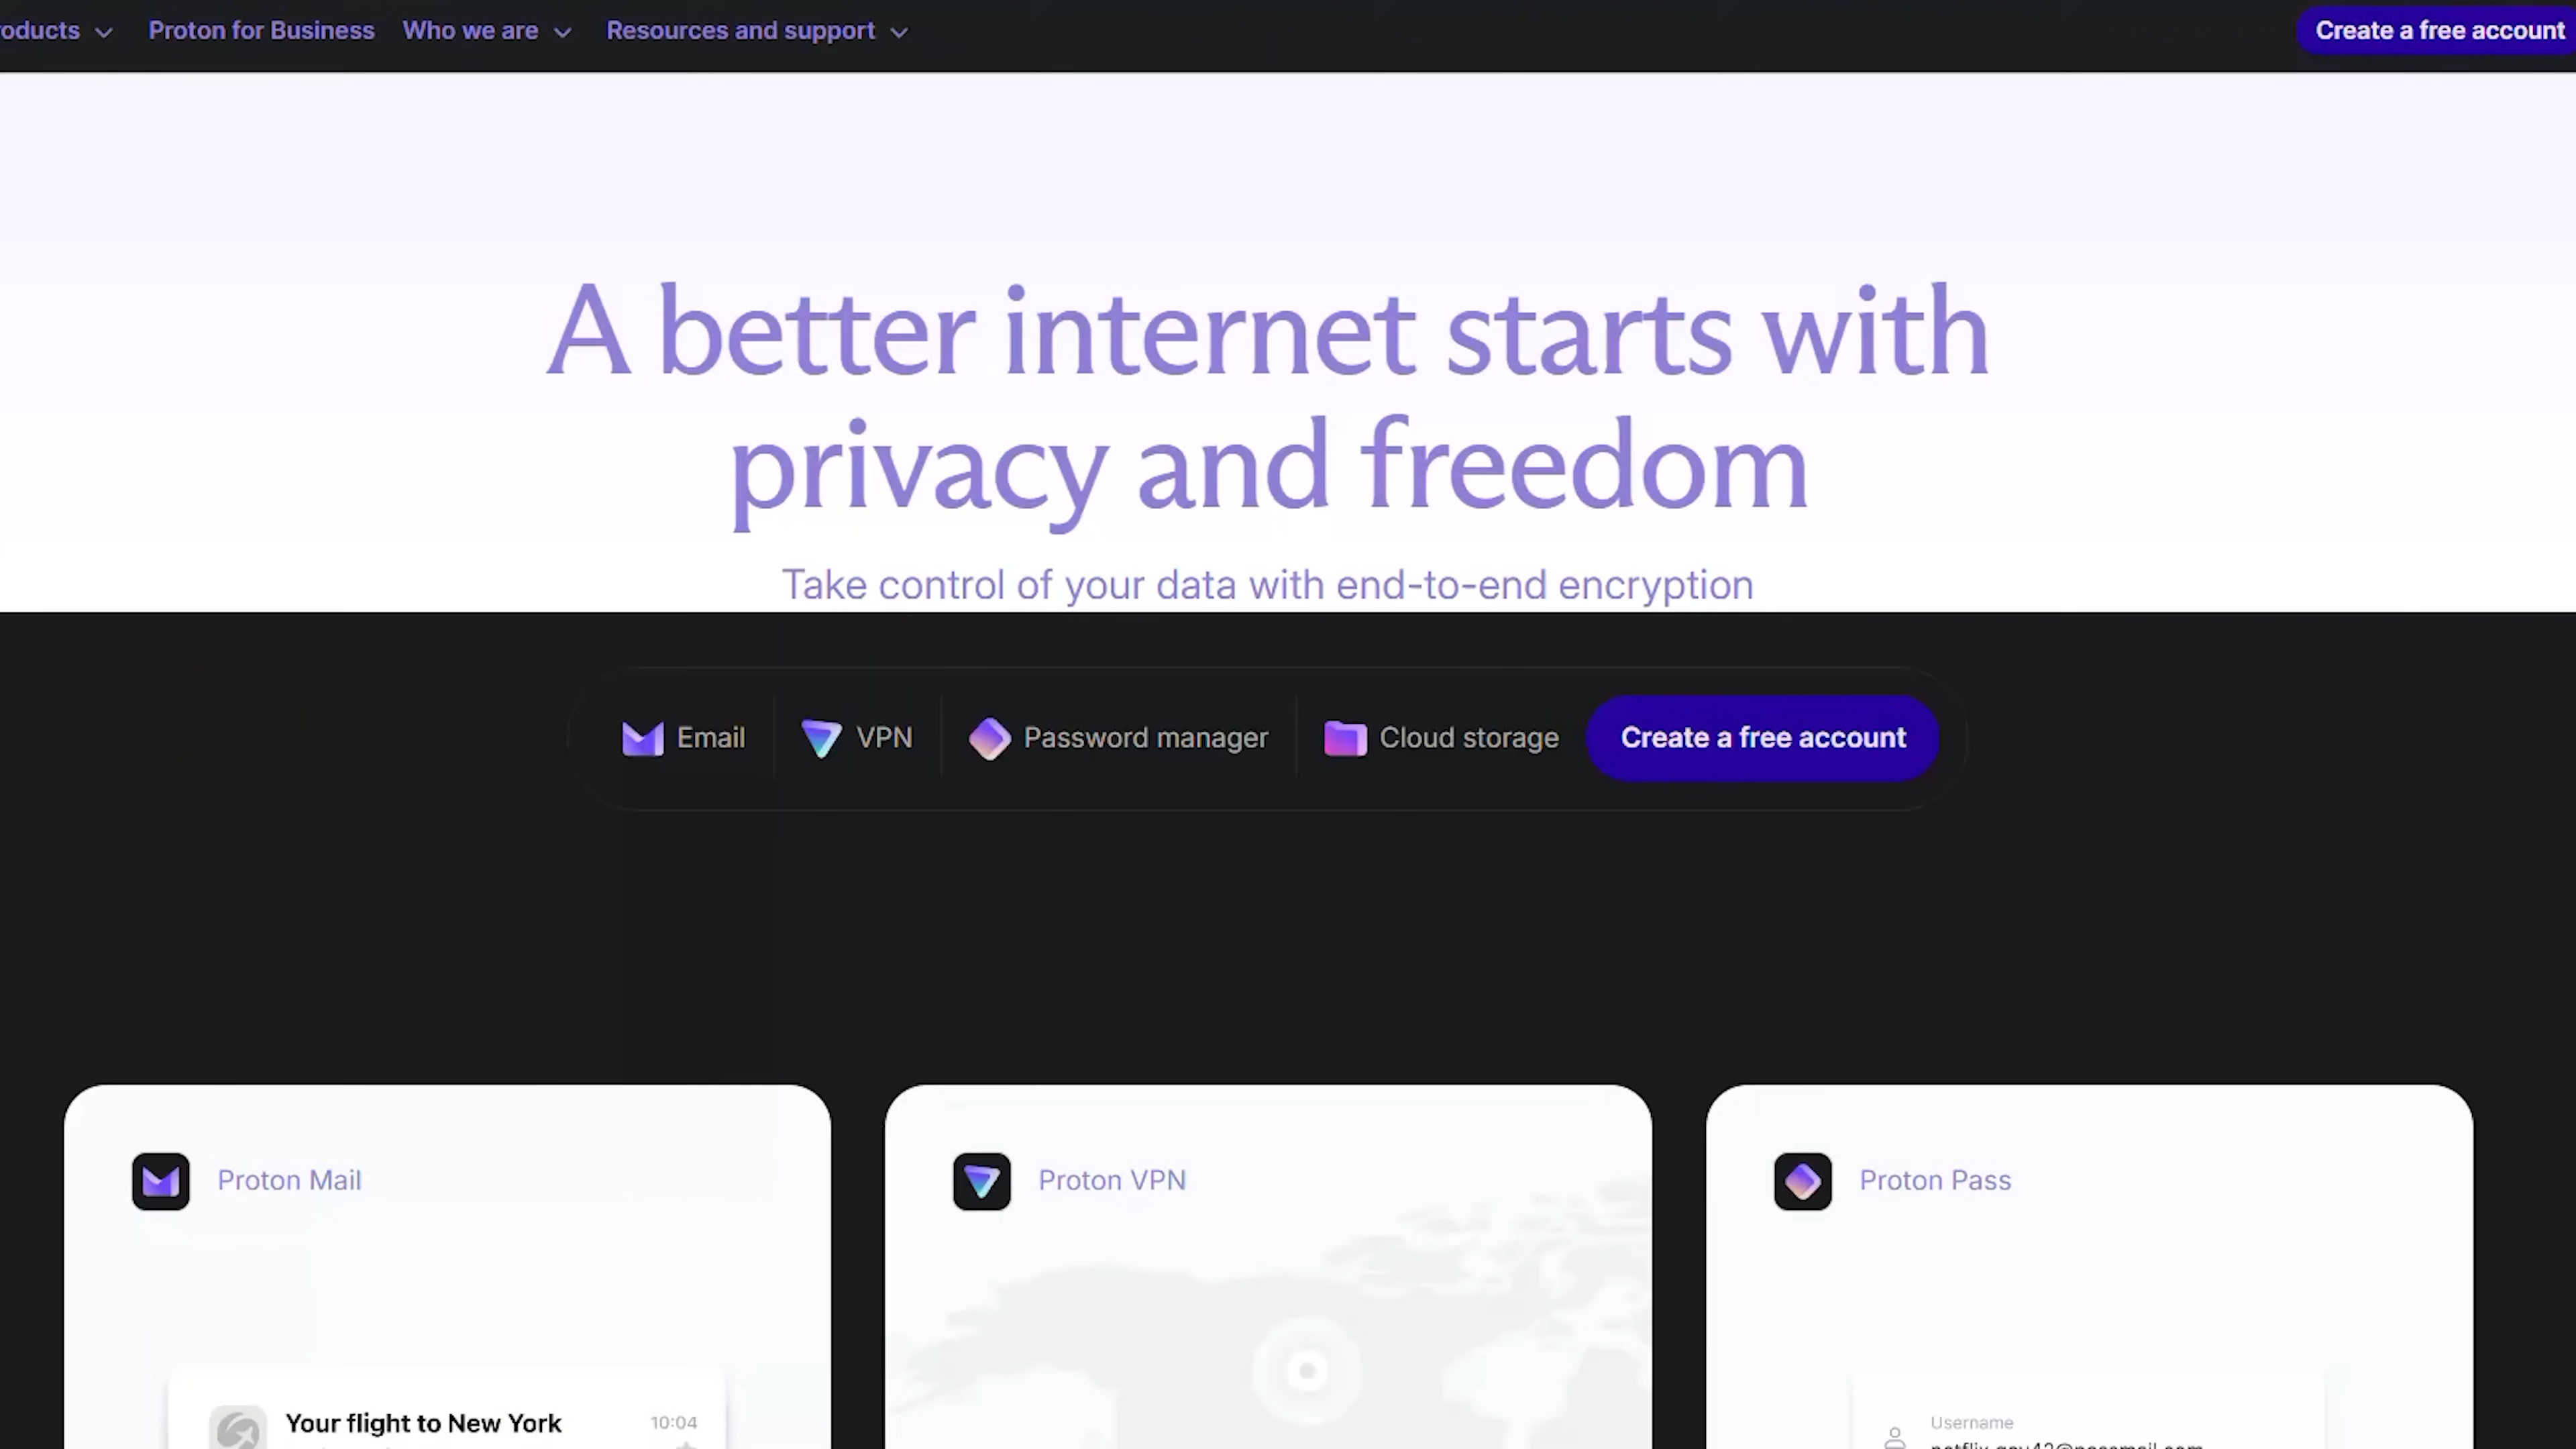 Proton for Business Who we are Resources and support Create a free account
A better internet starts with
privacy and freedom
Take control of your data with end-to-end encryption
Email VPN Password manager Cloud storage Create a free account
Proton Mail Proton VPN Proton Pass
Your flight to New York 10:04
Username